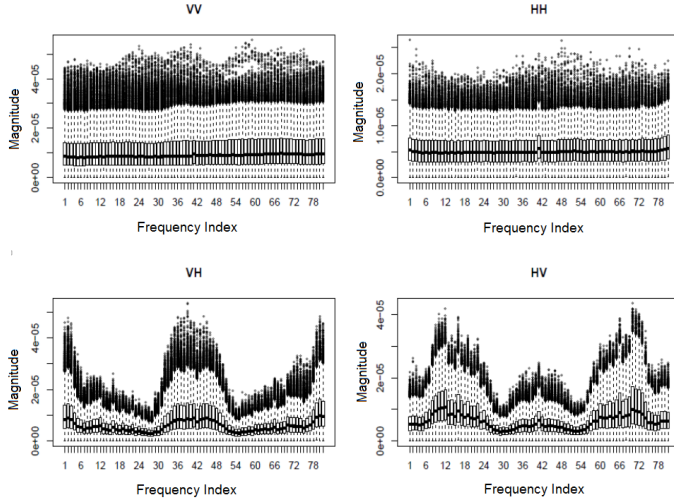 VV
Magnitude
0e+00 2e-05 4e-05
1 6 12 18 24 30 36 42 48 54 60 66 72 78
Frequency Index
HH
Magnitude
0.0e+00 1.0e-05 2.0e-05
1 6 12 18 24 30 36 42 48 54 60 66 72 78
Frequency Index
VH
Magnitude
0e+00 2e-05 4e-05
1 6 12 18 24 30 36 42 48 54 60 66 72 78
Frequency Index
HV
Magnitude
0e+00 2e-05 4e-05
1 6 12 18 24 30 36 42 48 54 60 66 72 78
Frequency Index